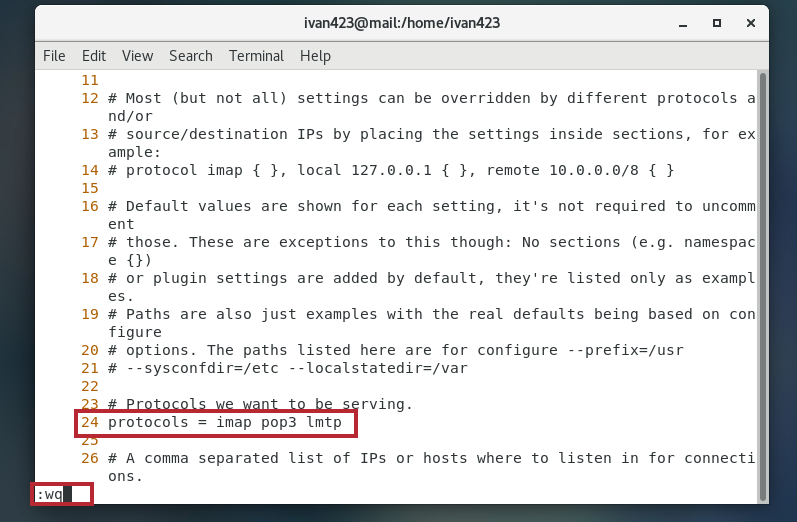 ivan423@mail:/home/ivan423
File Edit View Search Terminal Help
11
12 # Most (but not all) settings can be overridden by different protocols a
nd/or
13 # source/destination IPs by placing the settings inside sections, for ex
ample:
14 # protocol imap { }, local 127.0.0.1 { }, remote 10.0.0.0/8 { }
15
16 # Default values are shown for each setting, it's not required to uncomm
ent
17 # those. These are exceptions to this though: No sections (e.g. namespac
e {})
18 # or plugin settings are added by default, they're listed only as exampl
es.
19 # Paths are also just examples with the real defaults being based on con
figure
20 # options. The paths listed here are for configure --prefix=/usr
21 # --sysconfdir=/etc --localstatedir=/var
22
23 # Protocols we want to be serving.
24 protocols = imap pop3 lmtp
25
26 # A comma separated list of IPs or hosts where to listen in for connecti
ons.
:wq